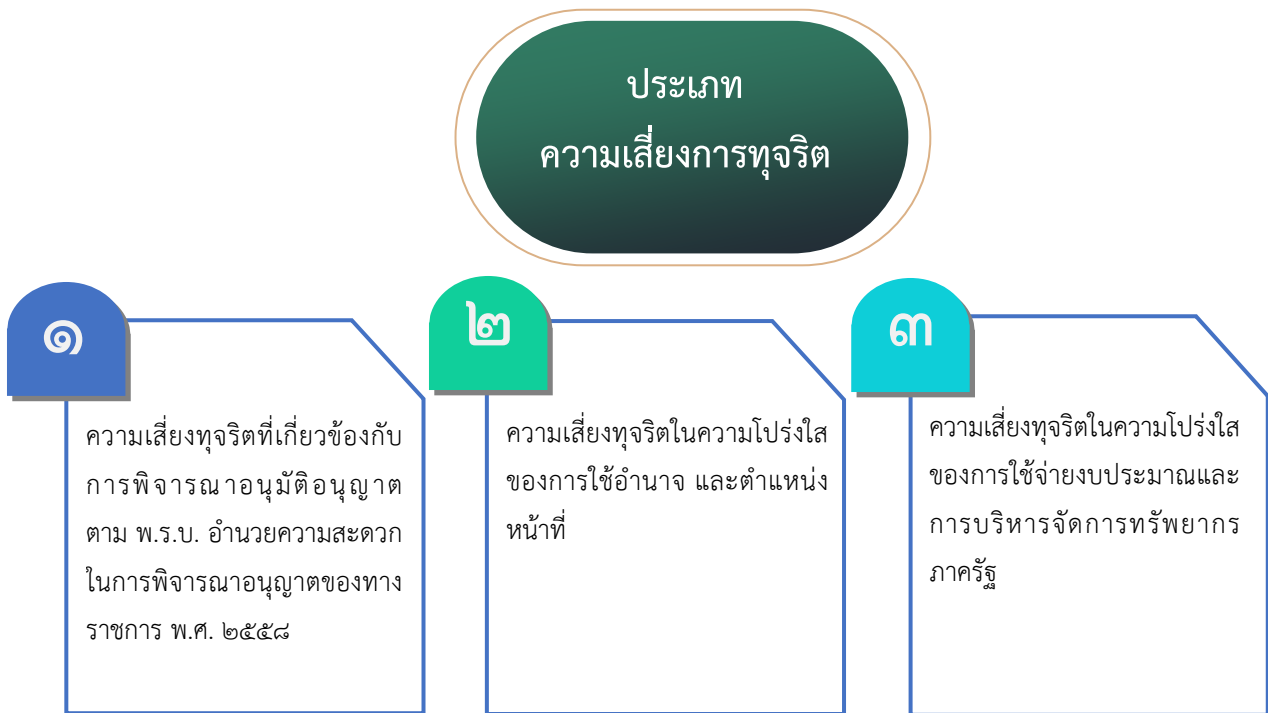 ประเภท
ความเสี่ยงการทุจริต
๑
ความเสี่ยงทุจริตที่เกี่ยวข้องกับ
การพิจารณาอนุมัติอนุญาต
ตาม พ.ร.บ. อำนวยความสะดวก
ในการพิจารณาอนุญาตของทาง
ราชการ พ.ศ. ๒๕๕๘
๒
ความเสี่ยงทุจริตในความโปร่งใส
ของการใช้อำนาจ และตำแหน่ง
หน้าที่
๓
ความเสี่ยงทุจริตในความโปร่งใส
ของการใช้จ่ายงบประมาณและ
การบริหารจัดการทรัพยากร
ภาครัฐ